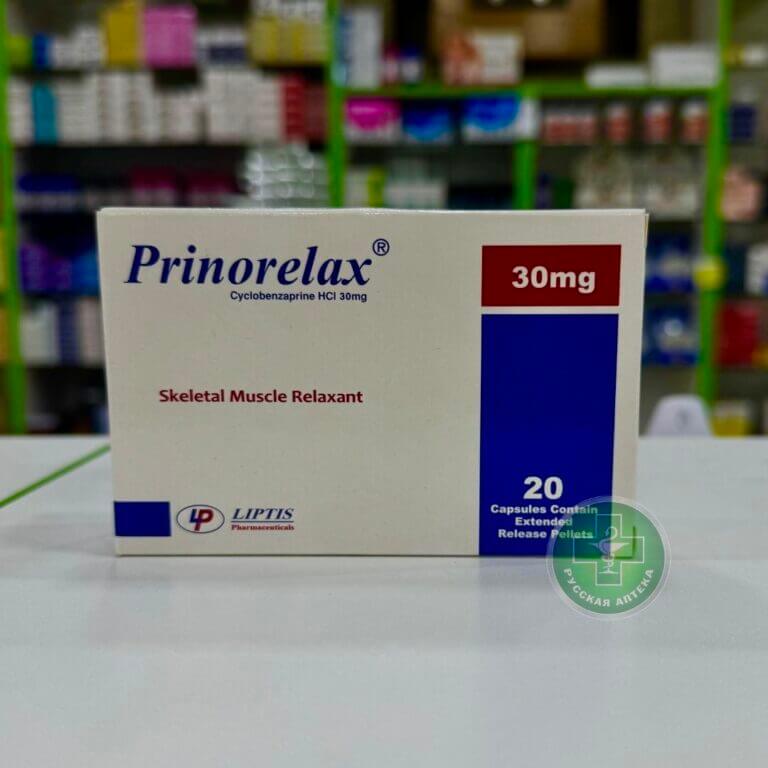 Prinorelax®
Cyclobenzaprine HCl 30mg
30mg
Skeletal Muscle Relaxant
20
Capsules Contain
Extended
Release Pellets
LP LIPTIS
Pharmaceuticals
РУССКАЯ АПТЕКА